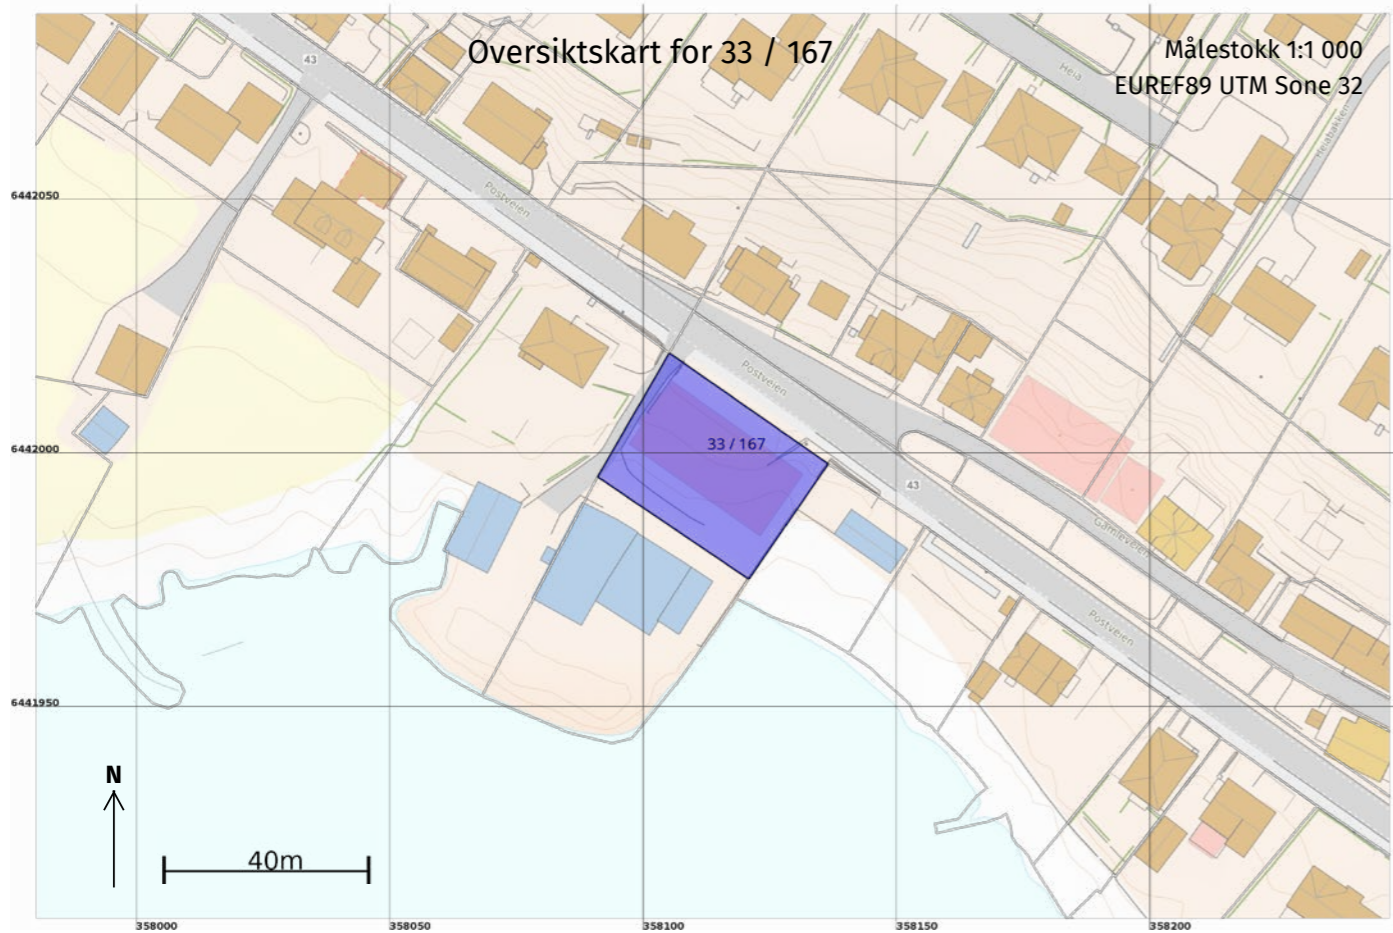 Oversiktskart for 33 / 167
Målestokk 1:1 000
EUREF89 UTM Sone 32
43
Heia
Heiabakken
6442050
Postveien
Postveien
33 / 167
6442000
43
Gamleveien
Postveien
6441950
N
40m
358000
358050
358100
358150
358200